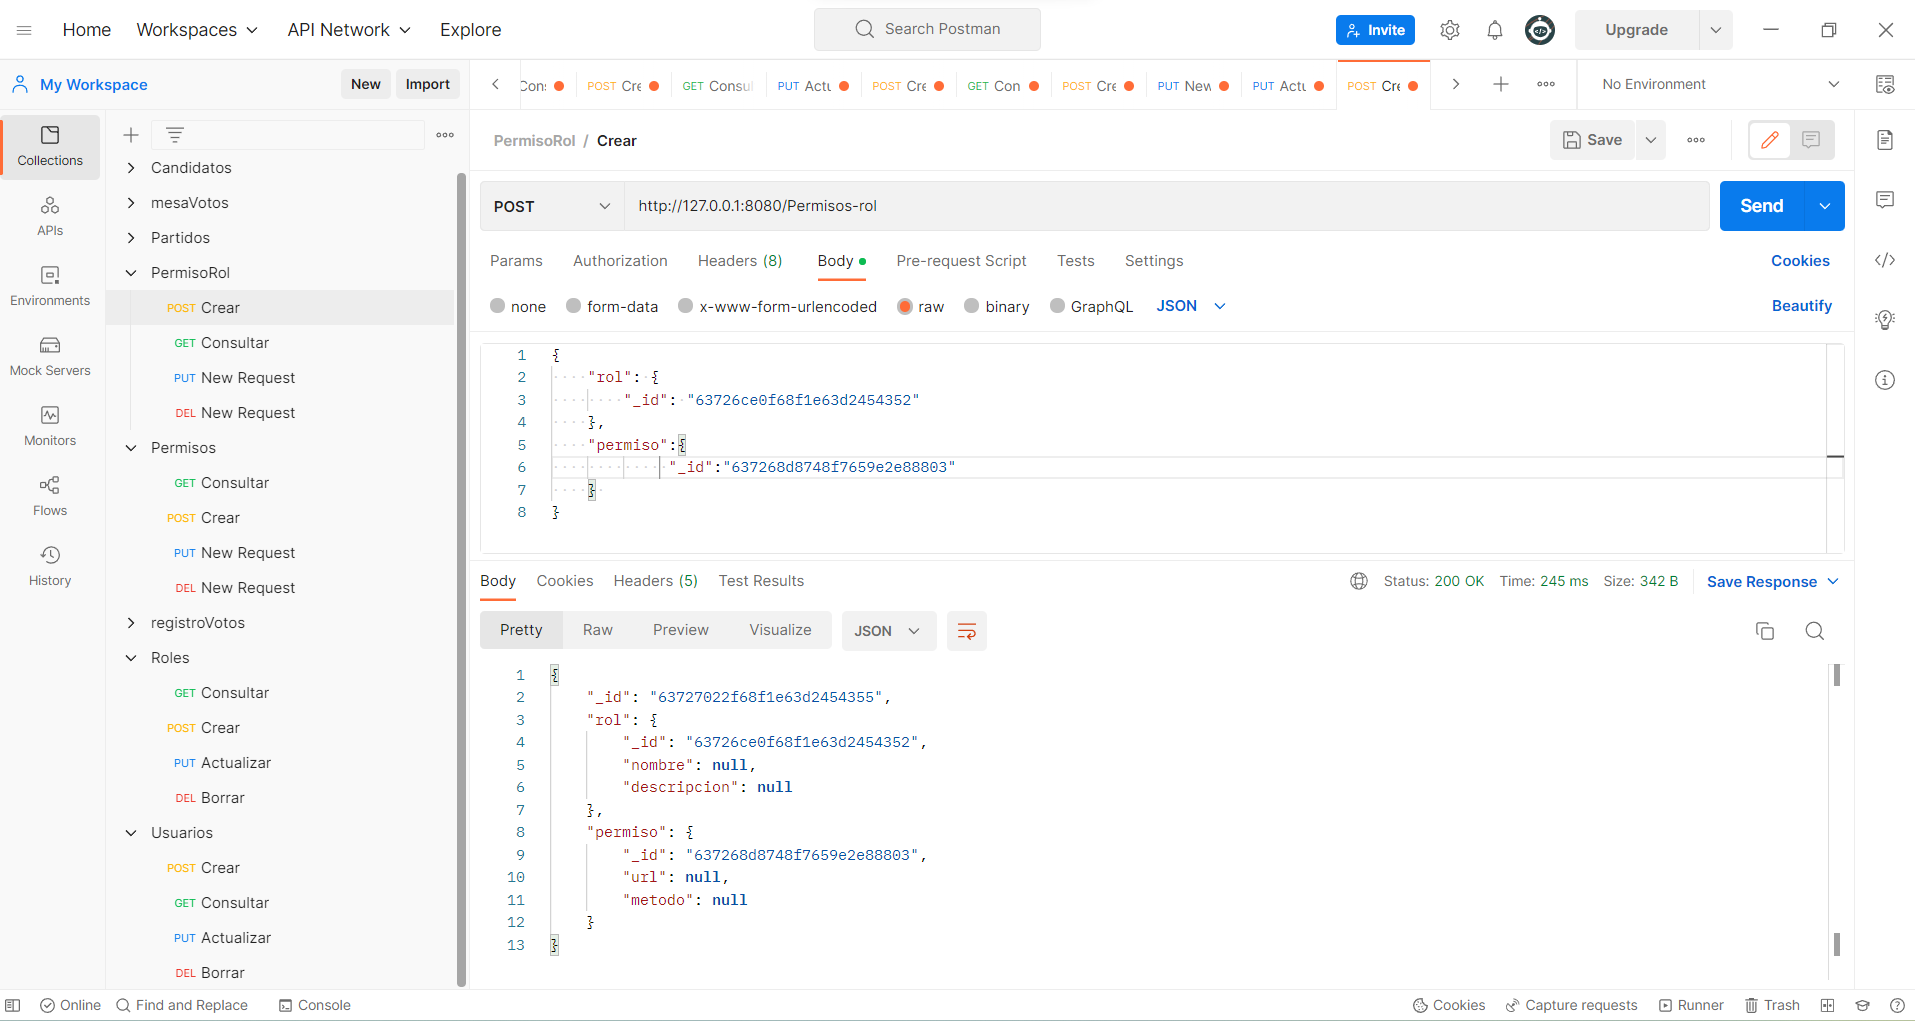 Home Workspaces API Network Explore Search Postman Invite Upgrade
My Workspace New Import
Con: POST Cre GET Consul PUT Actu POST Cre GET Con POST Cre PUT New PUT Actu POST Cre No Environment
Collections
APIs
Environments
Mock Servers
Monitors
Flows
History
Candidatos
mesaVotos
Partidos
PermisoRol
POST Crear
GET Consultar
PUT New Request
DEL New Request
Permisos
GET Consultar
POST Crear
PUT New Request
DEL New Request
registroVotos
Roles
GET Consultar
POST Crear
PUT Actualizar
DEL Borrar
Usuarios
POST Crear
GET Consultar
PUT Actualizar
DEL Borrar
PermisoRol / Crear Save
POST http://127.0.0.1:8080/Permisos-rol Send
Params Authorization Headers (8) Body Pre-request Script Tests Settings Cookies
none form-data x-www-form-urlencoded raw binary GraphQL JSON Beautify
1 {
2 "rol": {
3 "_id": "63726ce0f68f1e63d2454352"
4 },
5 "permiso":{
6 "_id":"637268d8748f7659e2e88803"
7 }
8 }
Body Cookies Headers (5) Test Results Status: 200 OK Time: 245 ms Size: 342 B Save Response
Pretty Raw Preview Visualize JSON
1 {
2 "_id": "63727022f68f1e63d2454355",
3 "rol": {
4 "_id": "63726ce0f68f1e63d2454352",
5 "nombre": null,
6 "descripcion": null
7 },
8 "permiso": {
9 "_id": "637268d8748f7659e2e88803",
10 "url": null,
11 "metodo": null
12 }
13 }
Online Find and Replace Console Cookies Capture requests Runner Trash